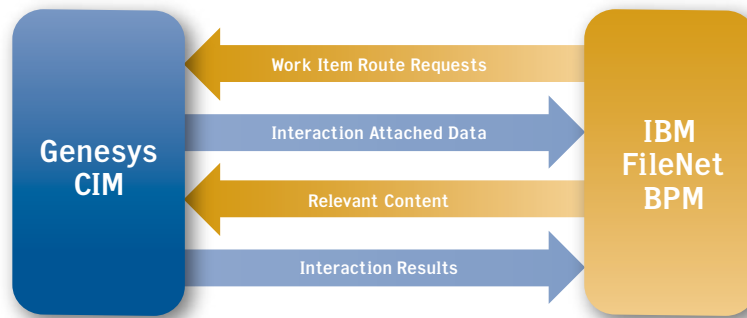 Genesys
CIM
Work Item Route Requests
Interaction Attached Data
Relevant Content
Interaction Results
IBM
FileNet
BPM